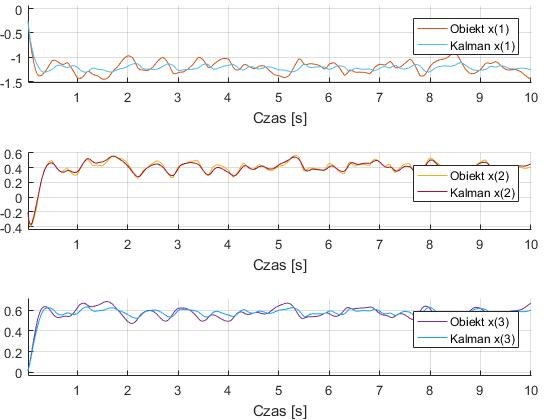 0
-0.5
-1
-1.5
1 2 3 4 5 6 7 8 9 10
Czas [s]
Obiekt x(1)
Kalman x(1)
0.6
0.4
0.2
0
-0.2
-0.4
1 2 3 4 5 6 7 8 9 10
Czas [s]
Obiekt x(2)
Kalman x(2)
0.6
0.4
0.2
0
1 2 3 4 5 6 7 8 9 10
Czas [s]
Obiekt x(3)
Kalman x(3)